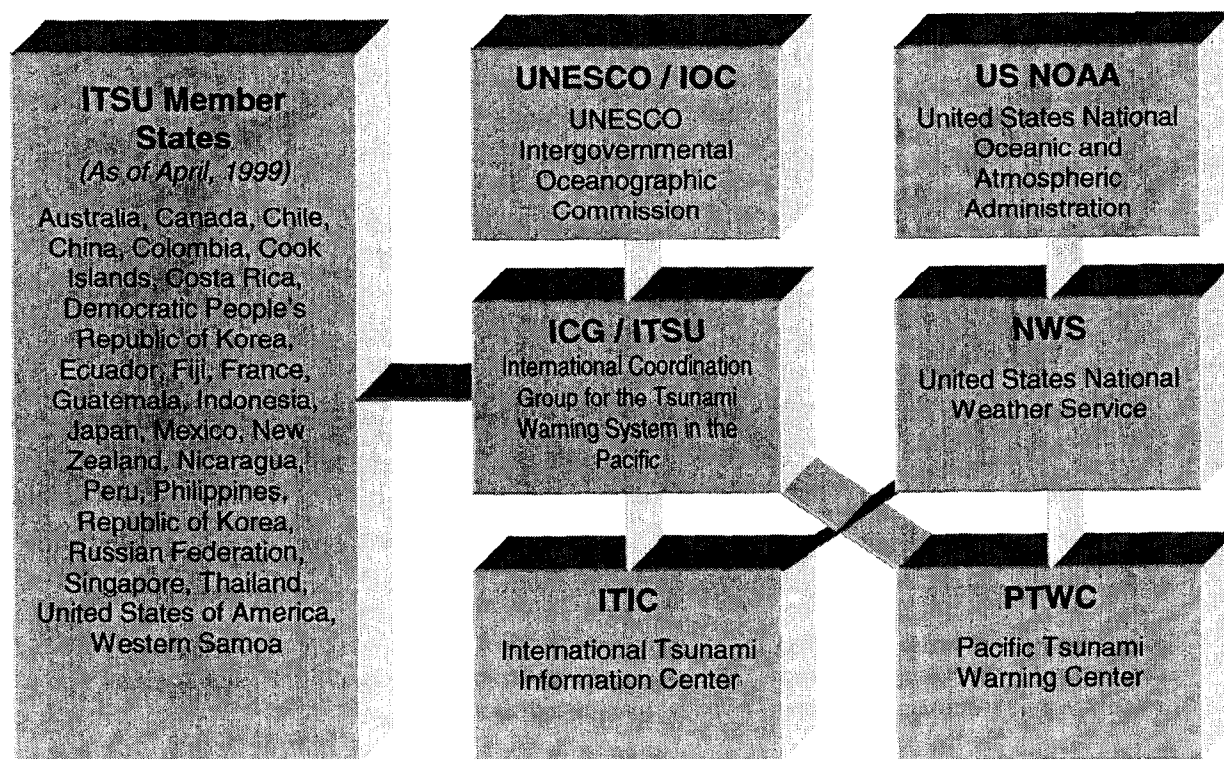 ITSU Member
States
(As of April, 1999)
Australia, Canada, Chile,
China, Colombia, Cook
Islands, Costa Rica,
Democratic People's
Republic of Korea,
Ecuador, Fiji, France,
Guatemala, Indonesia,
Japan, Mexico, New
Zealand, Nicaragua,
Peru, Philippines,
Republic of Korea,
Russian Federation,
Singapore, Thailand,
United States of America,
Western Samoa
UNESCO / IOC
UNESCO
Intergovernmental
Oceanographic
Commission
US NOAA
United States National
Oceanic and
Atmospheric
Administration
ICG / ITSU
International Coordination
Group for the Tsunami
Warning System in the
Pacific
NWS
United States National
Weather Service
ITIC
International Tsunami
Information Center
PTWC
Pacific Tsunami
Warning Center